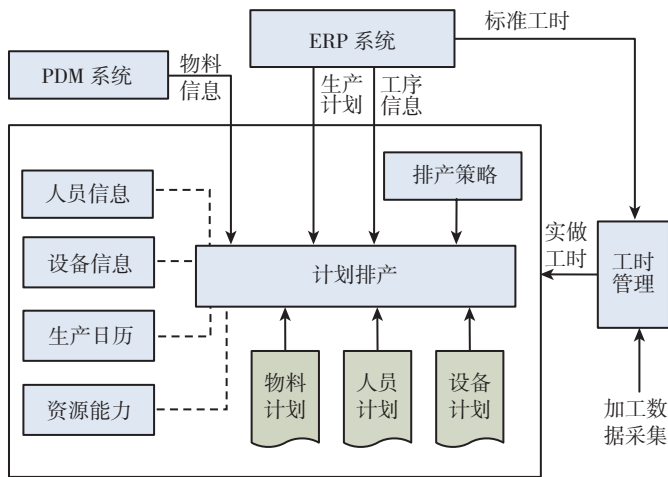 ERP 系统
标准工时
PDM 系统
物料
信息
生产
计划
工序
信息
人员信息
排产策略
设备信息
计划排产
实做
工时
工时
管理
生产日历
资源能力
物料
计划
人员
计划
设备
计划
加工数
据采集